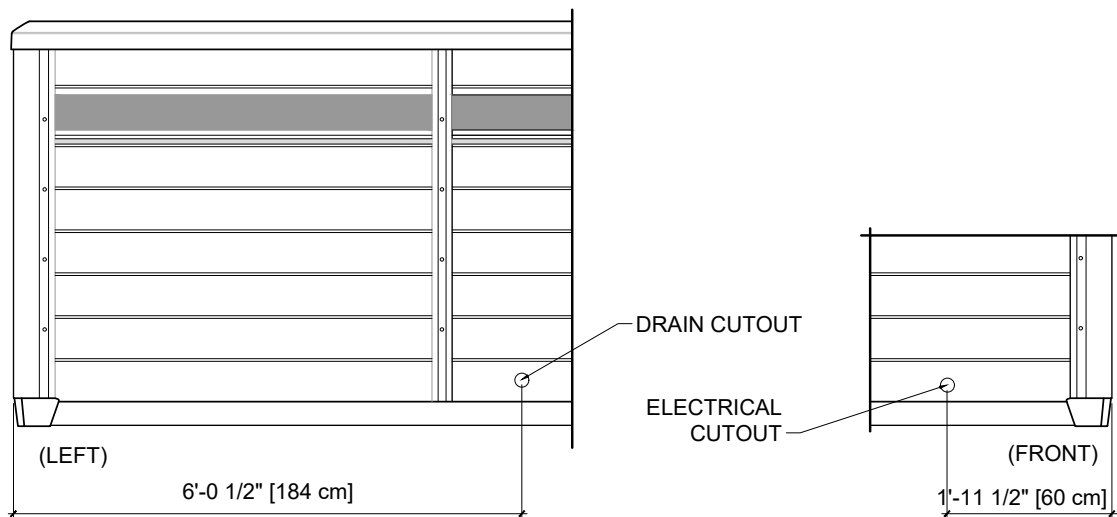 DRAIN CUTOUT
ELECTRICAL
CUTOUT
(LEFT)
(FRONT)
6'-0 1/2" [184 cm]
1'-11 1/2" [60 cm]